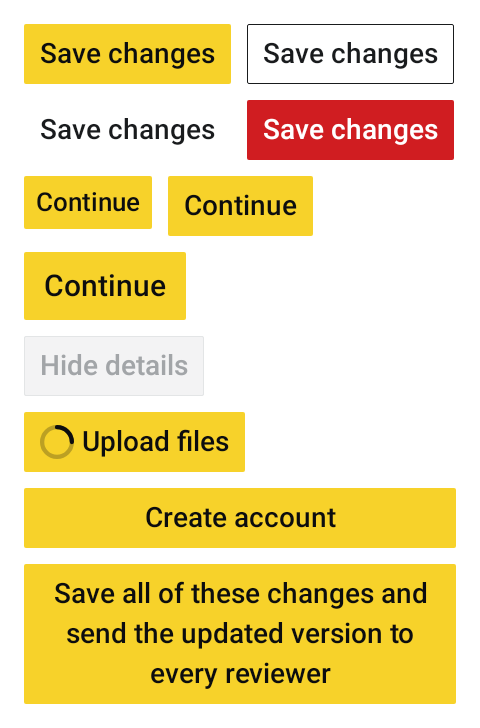 Save changes
Save changes
Save changes
Save changes
Continue
Continue
Continue
Hide details
Upload files
Create account
Save all of these changes and
send the updated version to
every reviewer